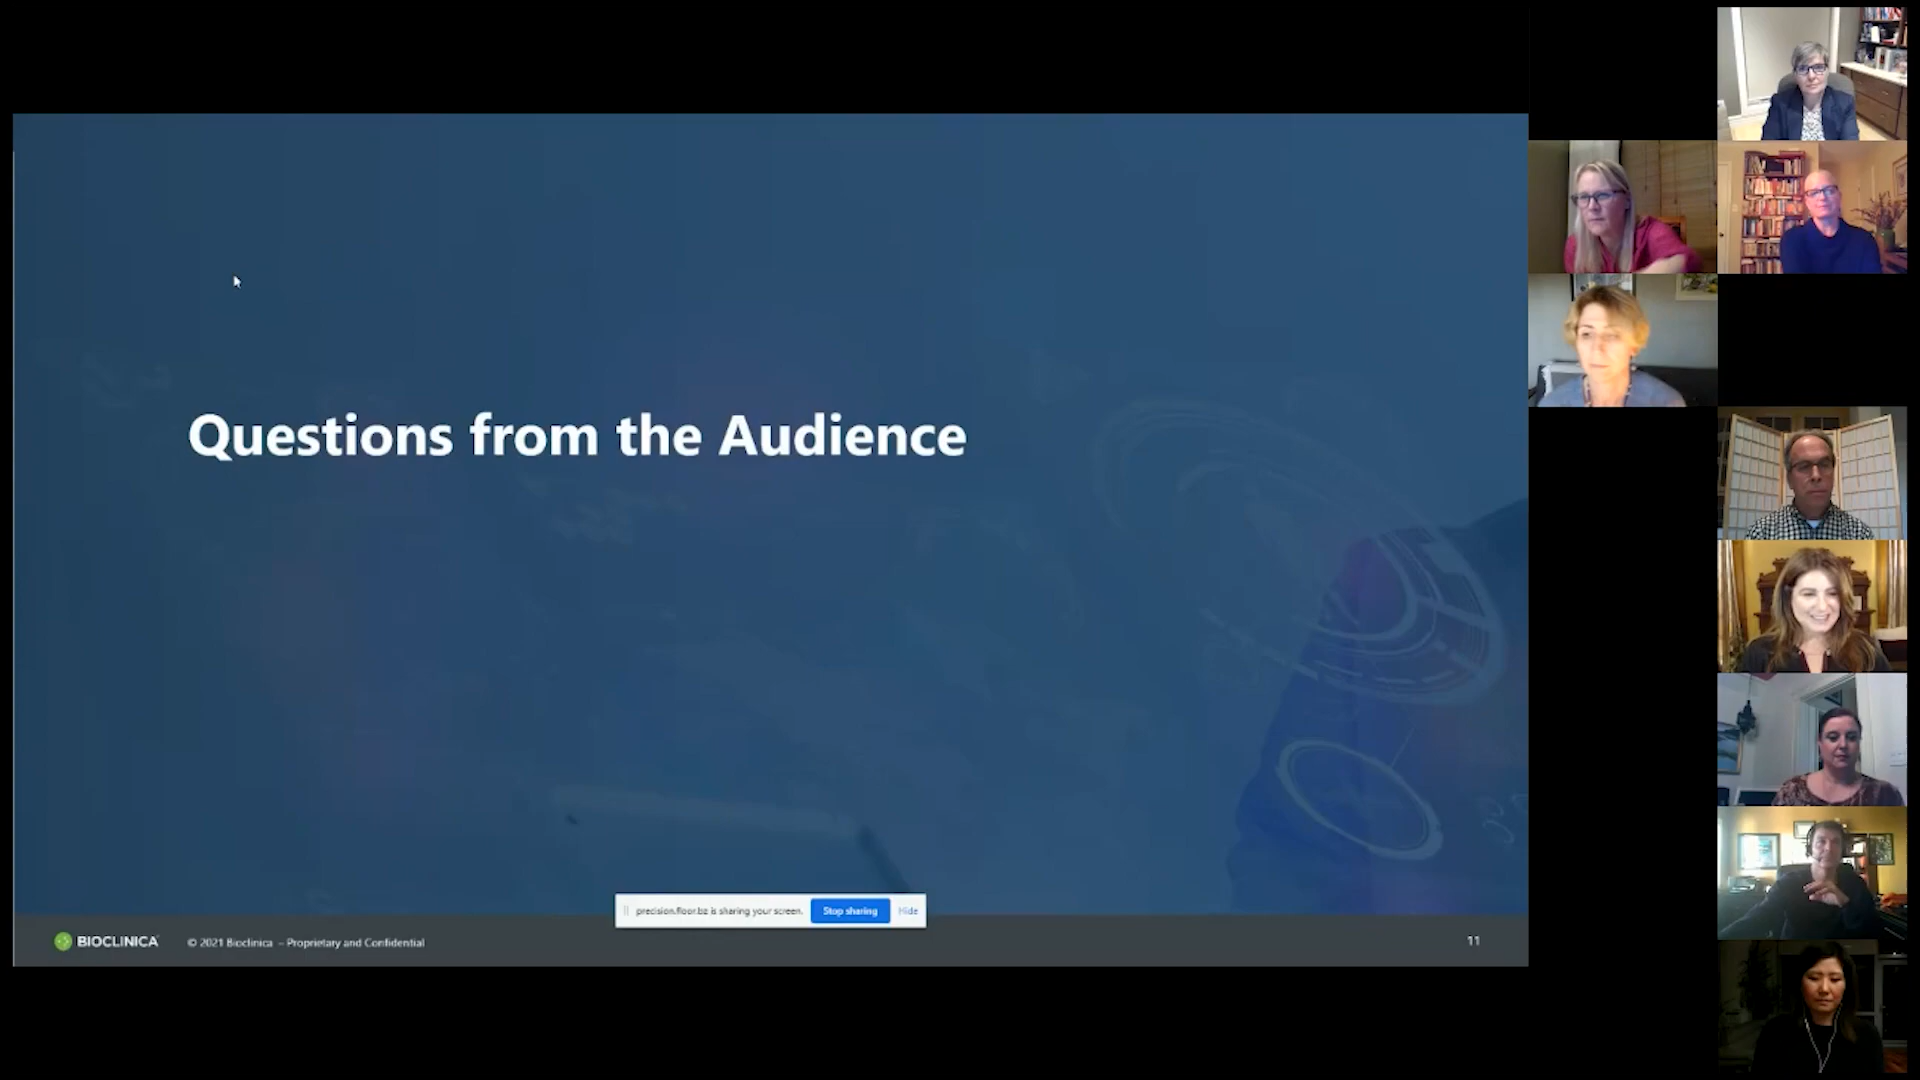 Questions from the Audience
precision.floor.bz is sharing your screen.
Stop sharing
Hide
BIOCLINICA
© 2021 Bioclinica – Proprietary and Confidential
11